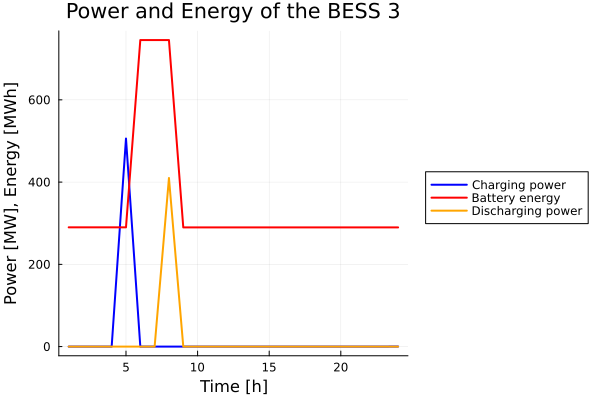 Power and Energy of the BESS 3
Power [MW], Energy [MWh]
600
400
200
0
5
10
15
20
Time [h]
Charging power
Battery energy
Discharging power